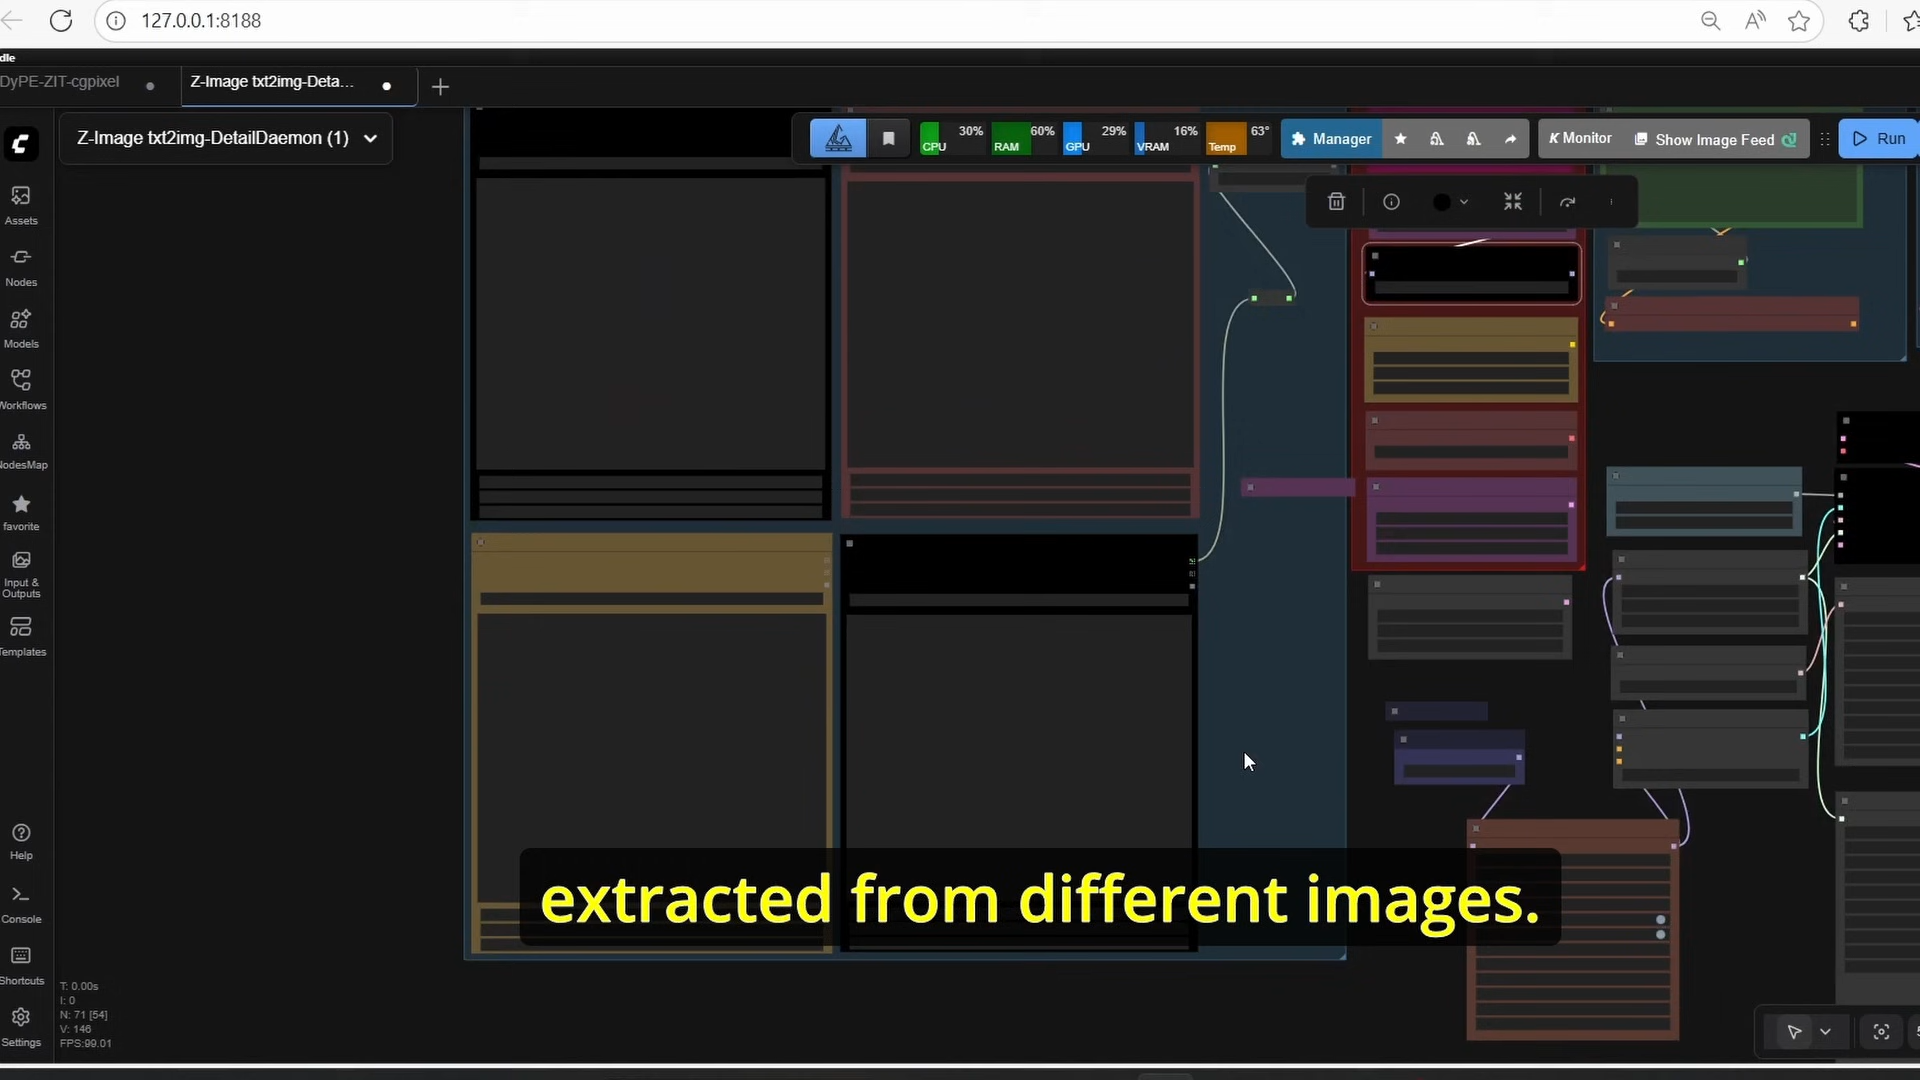 127.0.0.1:8188
dle
DyPE-ZIT-cgpixel
Z-Image txt2img-Deta...
Z-Image txt2img-DetailDaemon (1)
CPU 30%
RAM 60%
GPU 29%
VRAM 16%
Temp 63°
Manager
K Monitor
Show Image Feed
Run
Assets
Nodes
Models
Workflows
NodesMap
favorite
Input &
Outputs
Templates
Help
Console
Shortcuts
Settings
T: 0.00s
I: 0
N: 71 [54]
V: 146
FPS:99.01
extracted from different images.